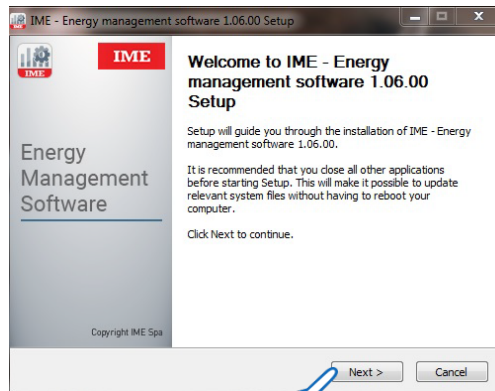 IME - Energy management software 1.06.00 Setup
IME
IME
Energy
Management
Software
Copyright IME Spa
Welcome to IME - Energy
management software 1.06.00
Setup
Setup will guide you through the installation of IME - Energy
management software 1.06.00.
It is recommended that you close all other applications
before starting Setup. This will make it possible to update
relevant system files without having to reboot your
computer.
Click Next to continue.
Next >
Cancel